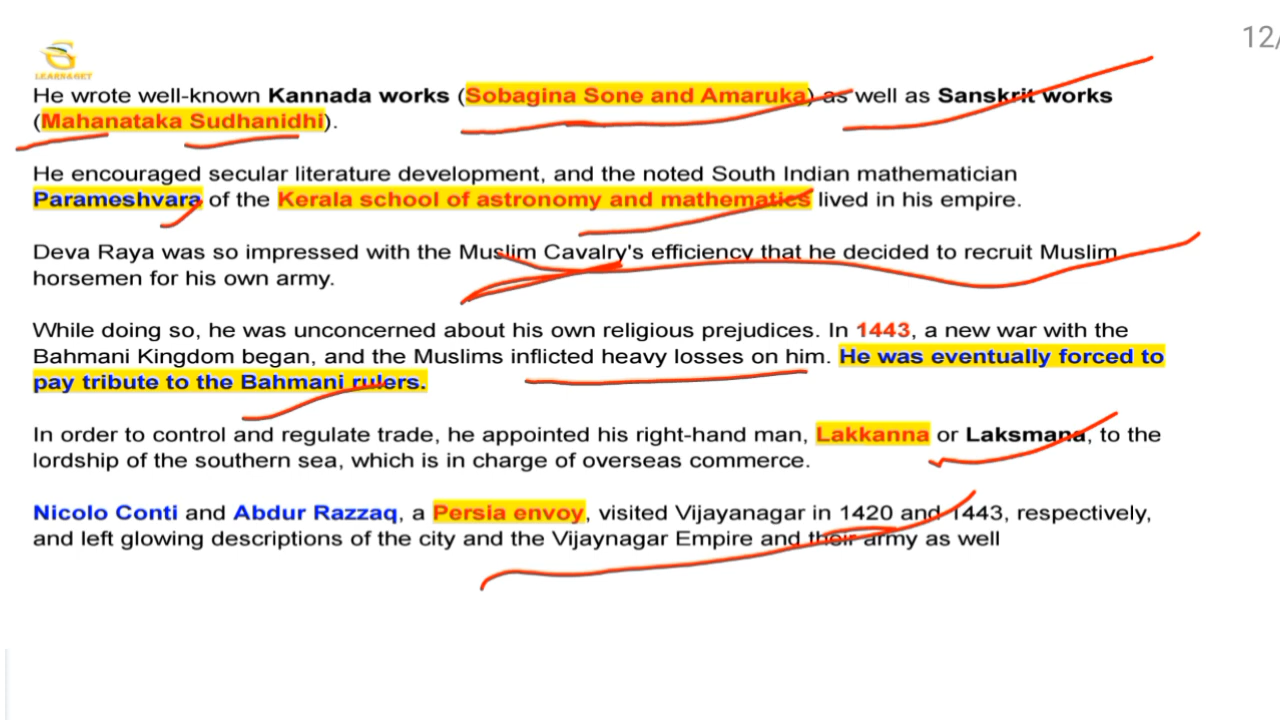 12/
LEARNAGET
He wrote well-known Kannada works (Sobagina Sone and Amaruka) as well as Sanskrit works
(Mahanataka Sudhanidhi).
He encouraged secular literature development, and the noted South Indian mathematician
Parameshvara of the Kerala school of astronomy and mathematics lived in his empire.
Deva Raya was so impressed with the Muslim Cavalry's efficiency that he decided to recruit Muslim
horsemen for his own army.
While doing so, he was unconcerned about his own religious prejudices. In 1443, a new war with the
Bahmani Kingdom began, and the Muslims inflicted heavy losses on him. He was eventually forced to
pay tribute to the Bahmani rulers.
In order to control and regulate trade, he appointed his right-hand man, Lakkanna or Laksmana, to the
lordship of the southern sea, which is in charge of overseas commerce.
Nicolo Conti and Abdur Razzaq, a Persia envoy, visited Vijayanagar in 1420 and 1443, respectively,
and left glowing descriptions of the city and the Vijaynagar Empire and their army as well